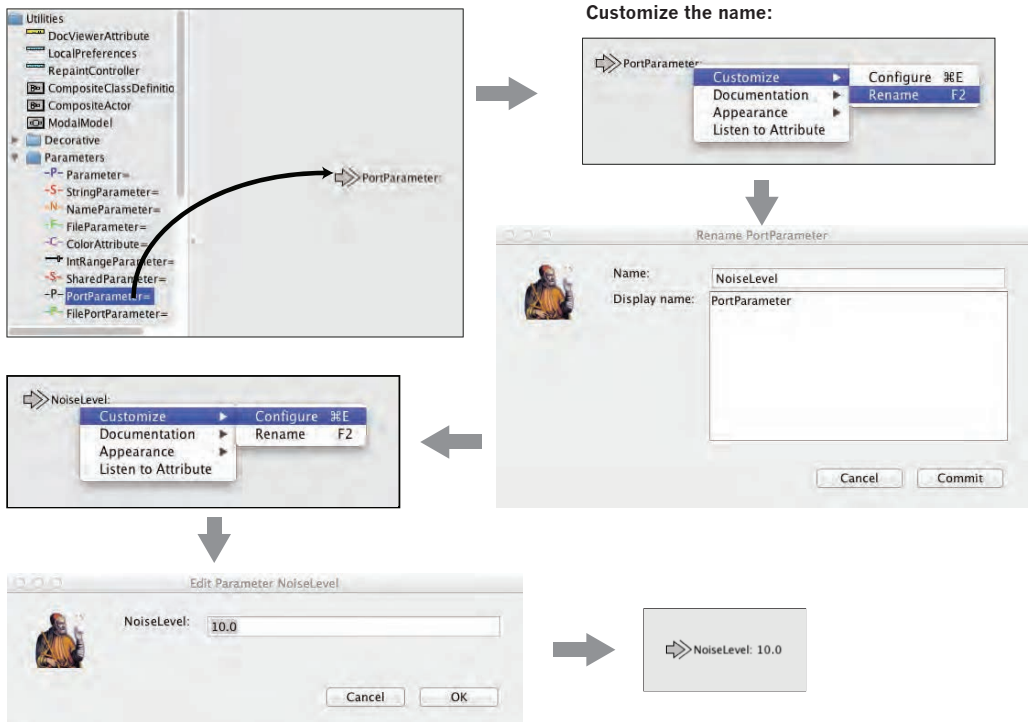 Utilities
DocViewerAttribute
LocalPreferences
RepaintController
CompositeClassDefinitio
CompositeActor
ModalModel
Decorative
Parameters
-P- Parameter=
-S- StringParameter=
-N- NameParameter=
-F- FileParameter=
-C- ColorAttribute=
IntRangeParameter=
-S- SharedParameter=
-P- PortParameter=
-P- FilePortParameter=
PortParameter:
Customize the name:
PortParameter:
Customize
Configure ⌘E
Documentation
Rename F2
Appearance
Listen to Attribute
Rename PortParameter
Name: NoiseLevel
Display name: PortParameter
Cancel Commit
NoiseLevel:
Customize
Configure ⌘E
Documentation
Rename F2
Appearance
Listen to Attribute
Edit Parameter NoiseLevel
NoiseLevel: 10.0
Cancel OK
NoiseLevel: 10.0